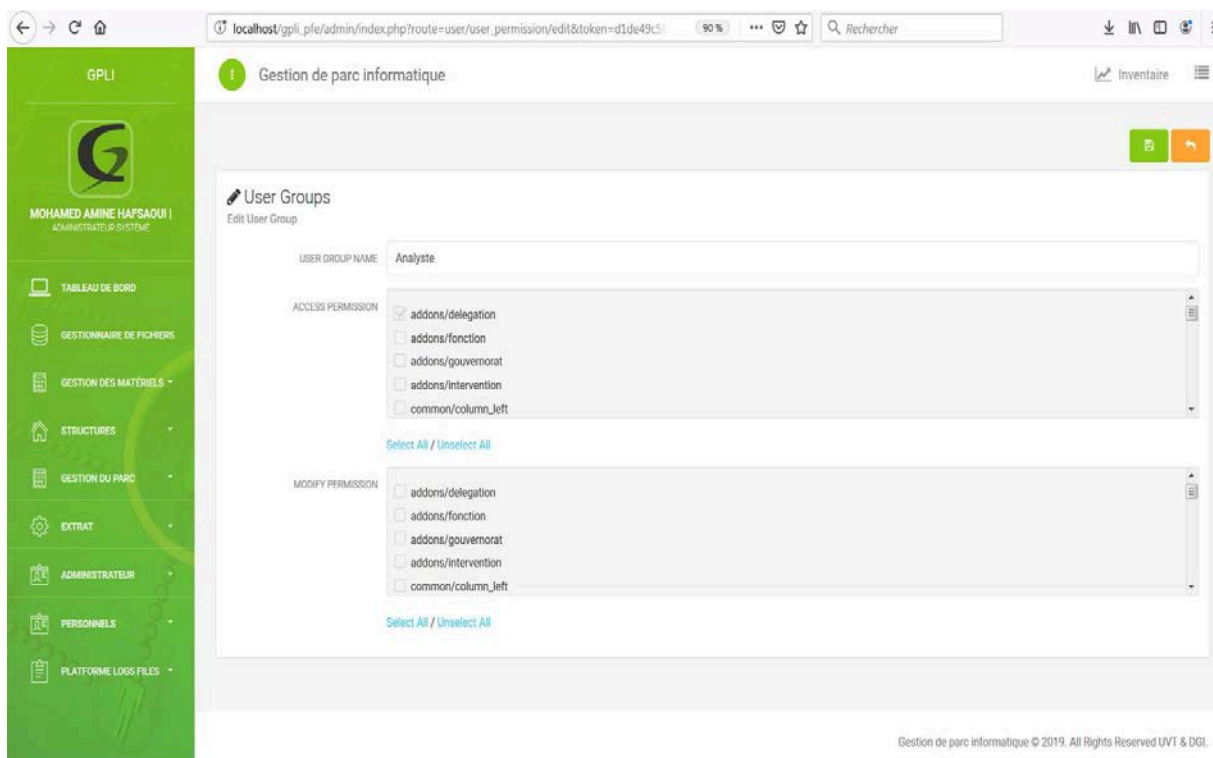 localhost/gpli_pfe/admin/index.php?route=user/user_permission/edit&token=d1de49c5
90 %
Rechercher
GPLI
Gestion de parc informatique
Inventaire
MOHAMED AMINE HAFSAOUI |
ADMINISTRATEUR SYSTÈME
TABLEAU DE BORD
GESTIONNAIRE DE FICHIERS
GESTION DES MATÉRIELS
STRUCTURES
GESTION DU PARC
EXTRAT
ADMINISTRATEUR
PERSONNELS
PLATFORME LOGS FILES
User Groups
Edit User Group
USER GROUP NAME
Analyste
ACCESS PERMISSION
addons/delegation
addons/fonction
addons/gouvernorat
addons/intervention
common/column_left
Select All / Unselect All
MODIFY PERMISSION
addons/delegation
addons/fonction
addons/gouvernorat
addons/intervention
common/column_left
Select All / Unselect All
Gestion de parc informatique © 2019. All Rights Reserved UVT & DGI.